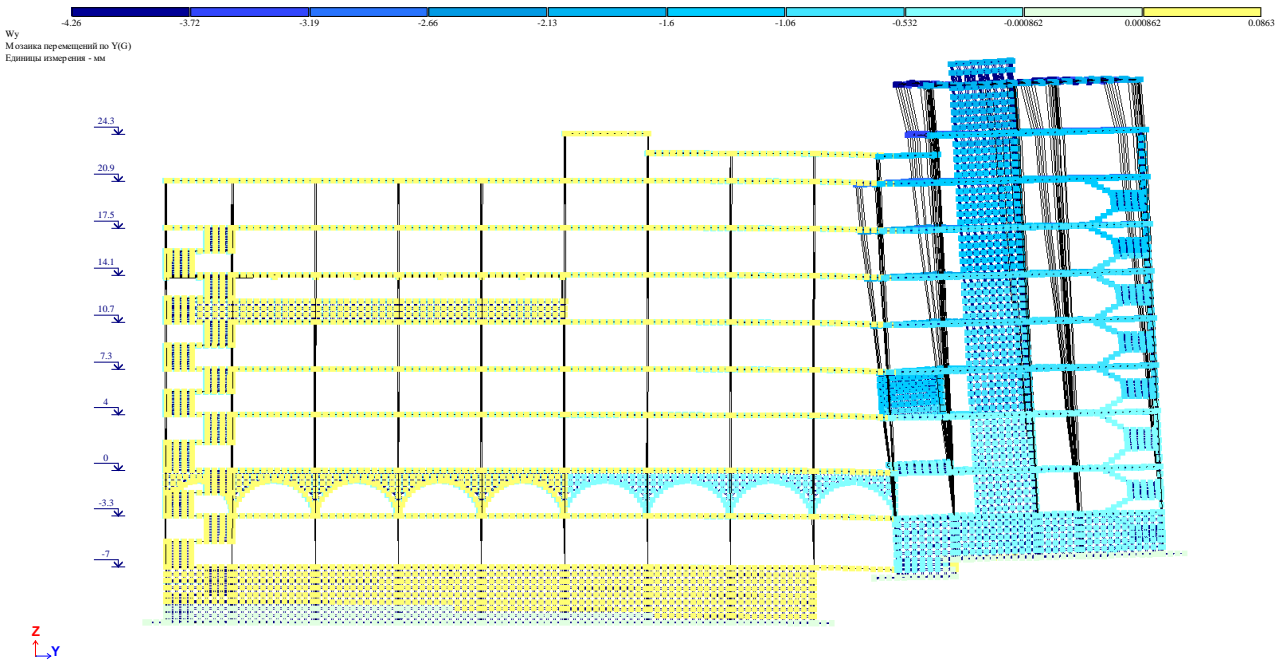 -4.26 -3.72 -3.19 -2.66 -2.13 -1.6 -1.06 -0.532 -0.000862 0.000862 0.0863
Wy
Мозаика перемещений по Y(G)
Единицы измерения - мм
24.3
20.9
17.5
14.1
10.7
7.3
4
0
-3.3
-7
Z
Y